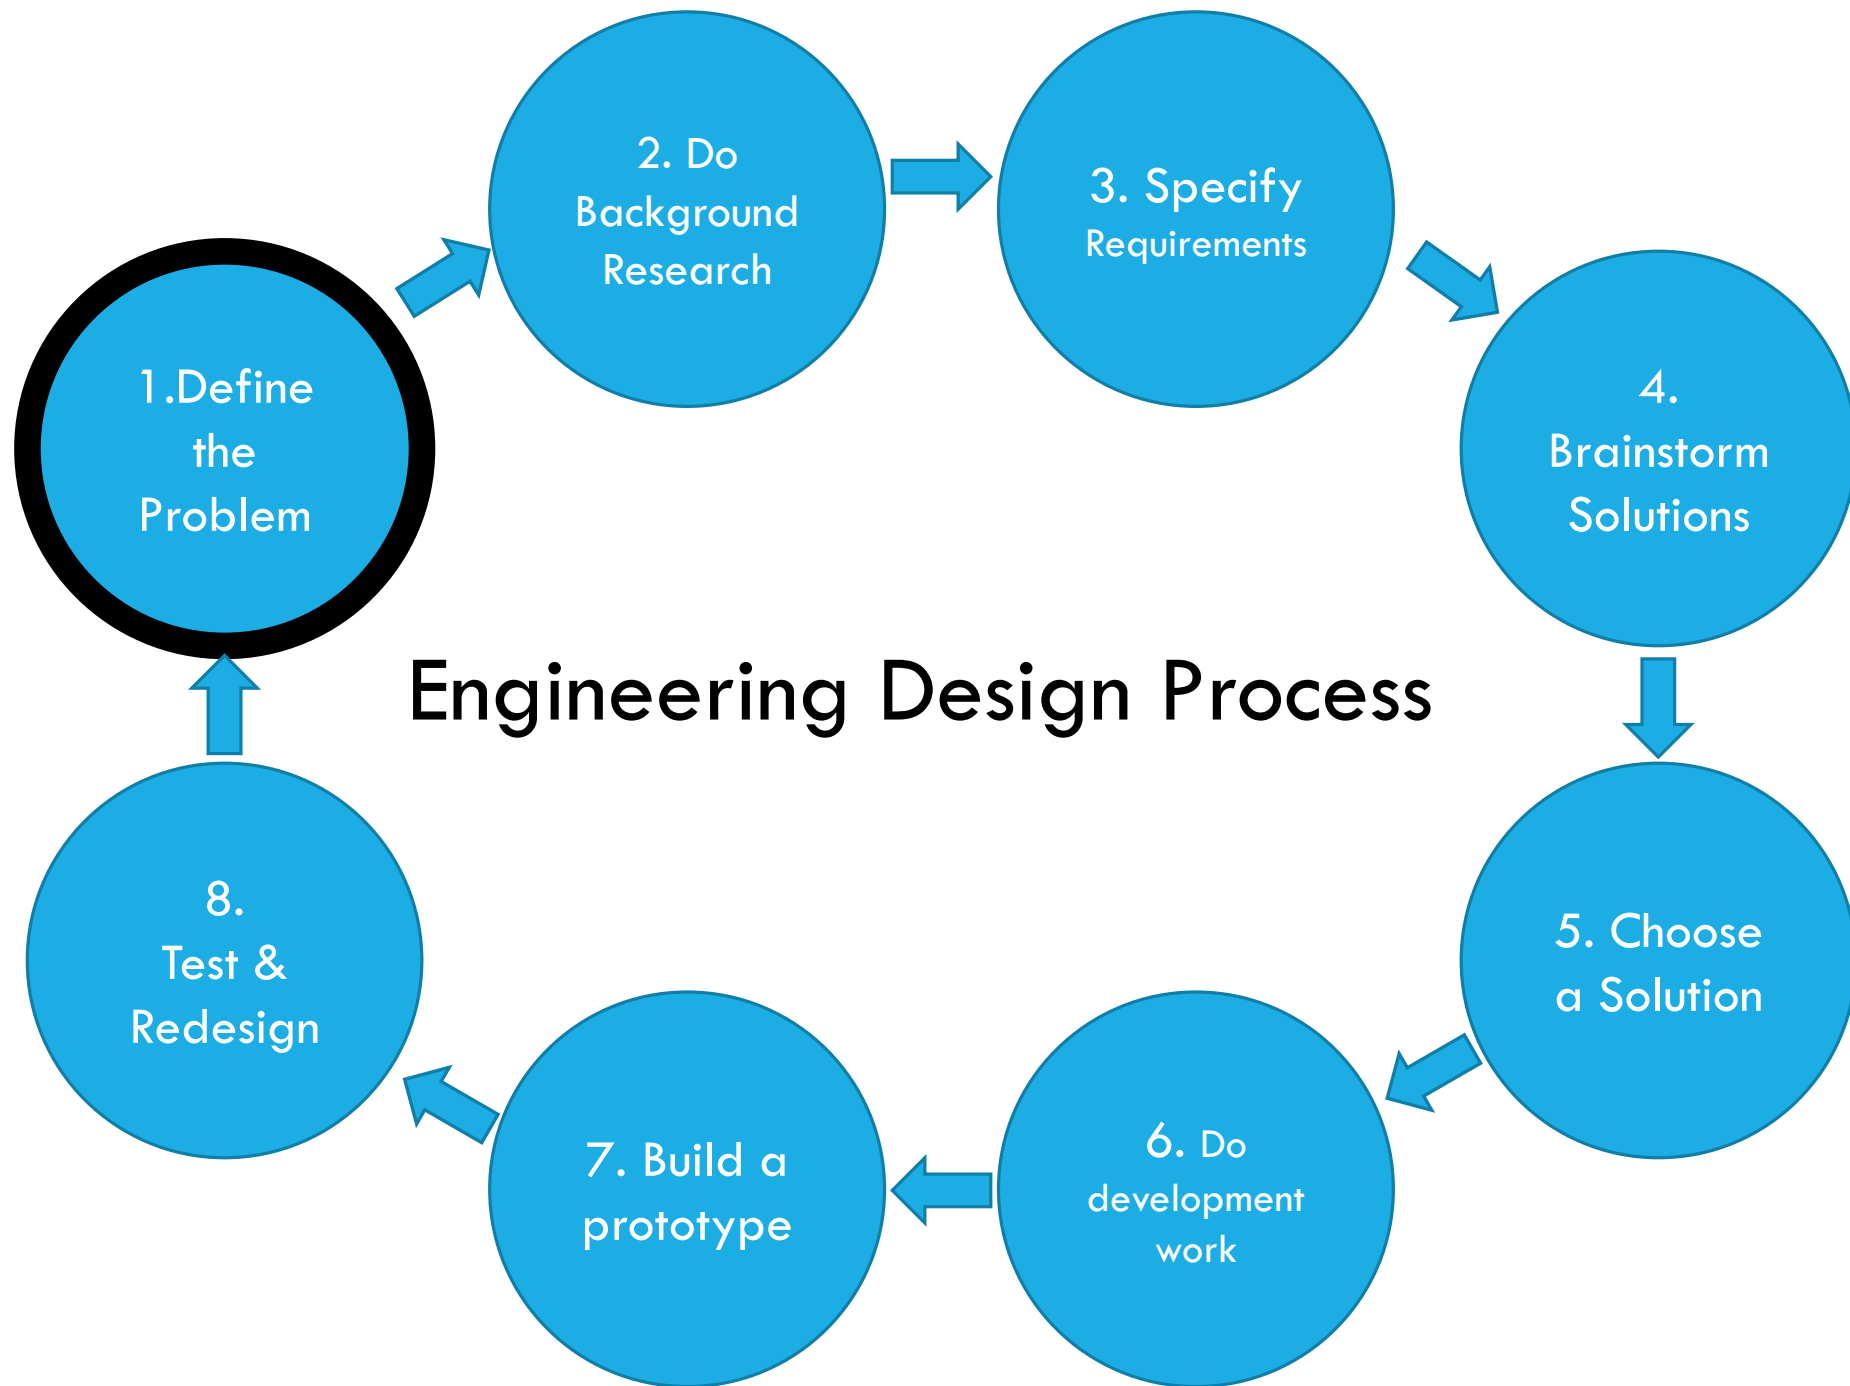 1.Define
the
Problem
2. Do
Background
Research
3. Specify
Requirements
4.
Brainstorm
Solutions
Engineering Design Process
5. Choose
a Solution
6. Do
development
work
7. Build a
prototype
8.
Test &
Redesign